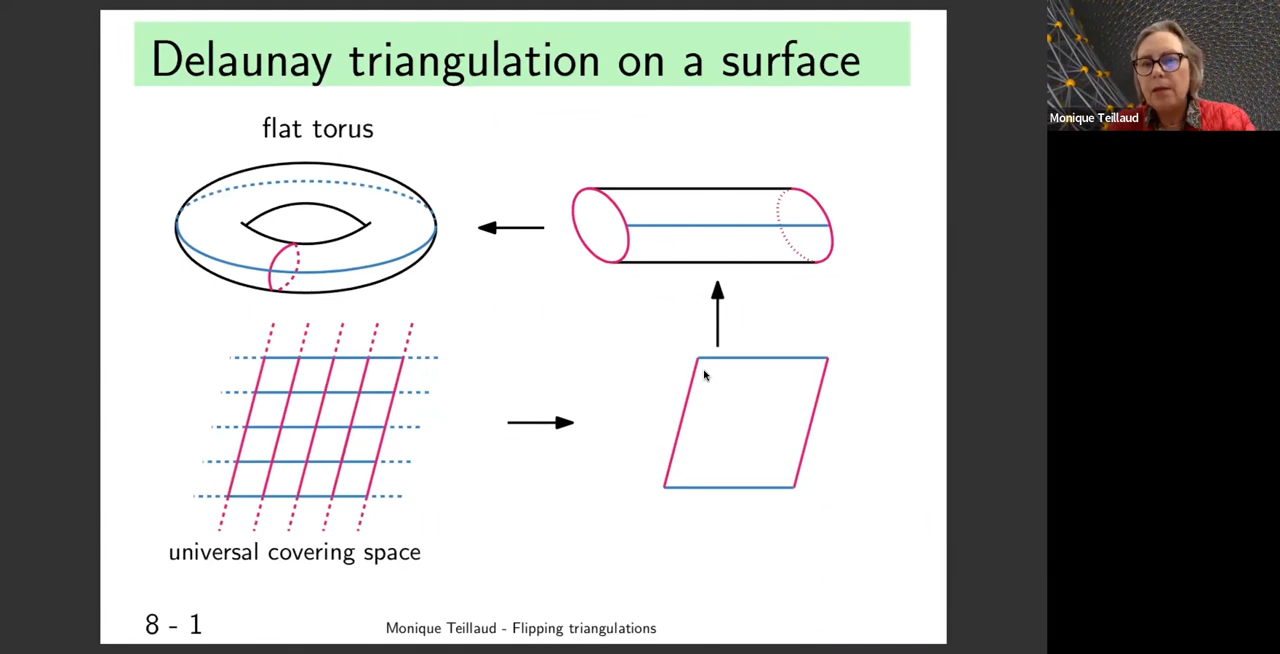 Delaunay triangulation on a surface
flat torus
universal covering space
8 - 1
Monique Teillaud - Flipping triangulations
Monique Teillaud